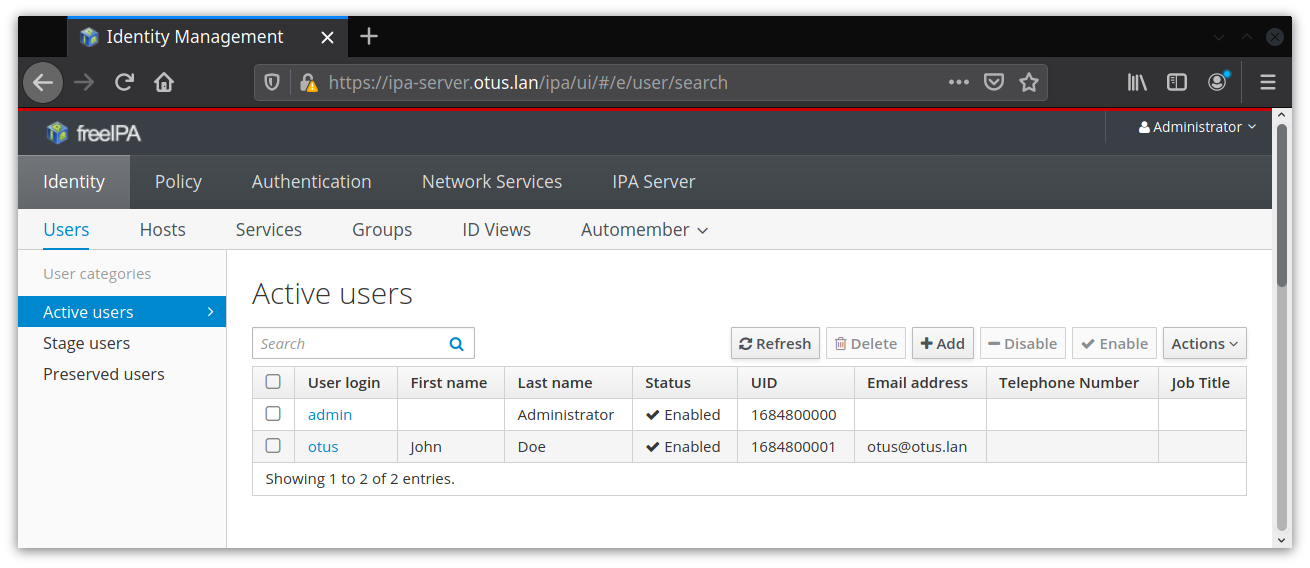 Identity Management
https://ipa-server.otus.lan/ipa/ui/#/e/user/search
freeIPA Administrator
Identity Policy Authentication Network Services IPA Server
Users Hosts Services Groups ID Views Automember
User categories
Active users
Stage users
Preserved users
Active users
Search Refresh Delete Add Disable Enable Actions
User login First name Last name Status UID Email address Telephone Number Job Title
admin Administrator Enabled 1684800000
otus John Doe Enabled 1684800001 otus@otus.lan
Showing 1 to 2 of 2 entries.